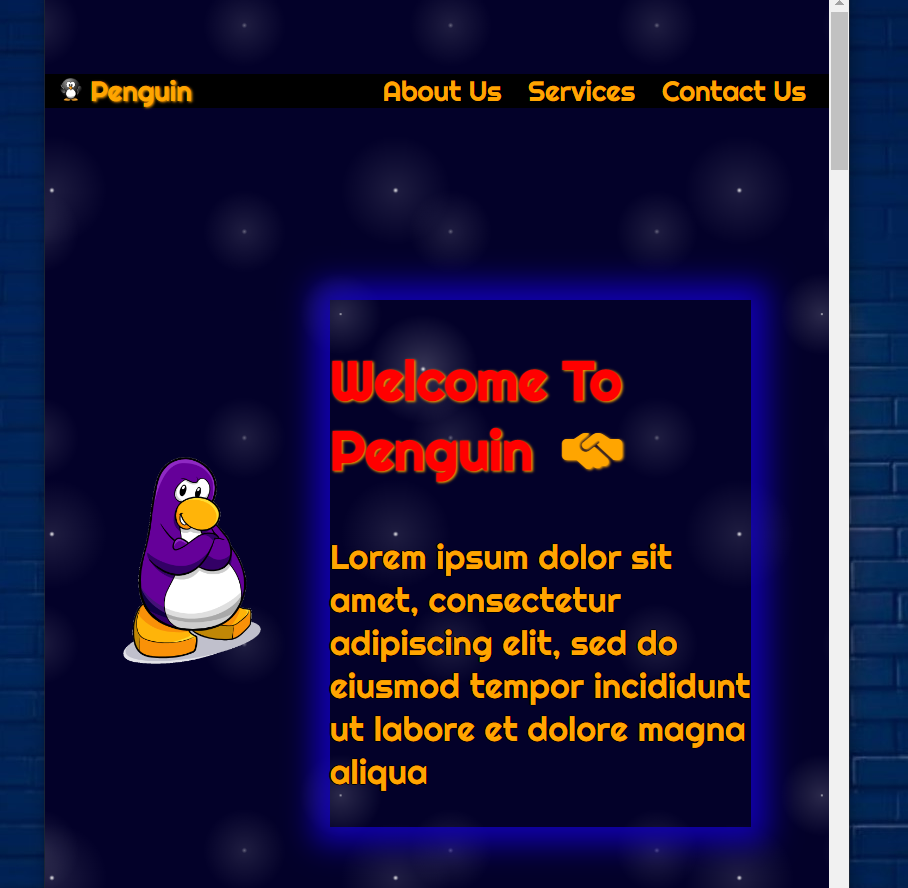 Penguin About Us Services Contact Us
Welcome To
Penguin
Lorem ipsum dolor sit
amet, consectetur
adipiscing elit, sed do
eiusmod tempor incididunt
ut labore et dolore magna
aliqua